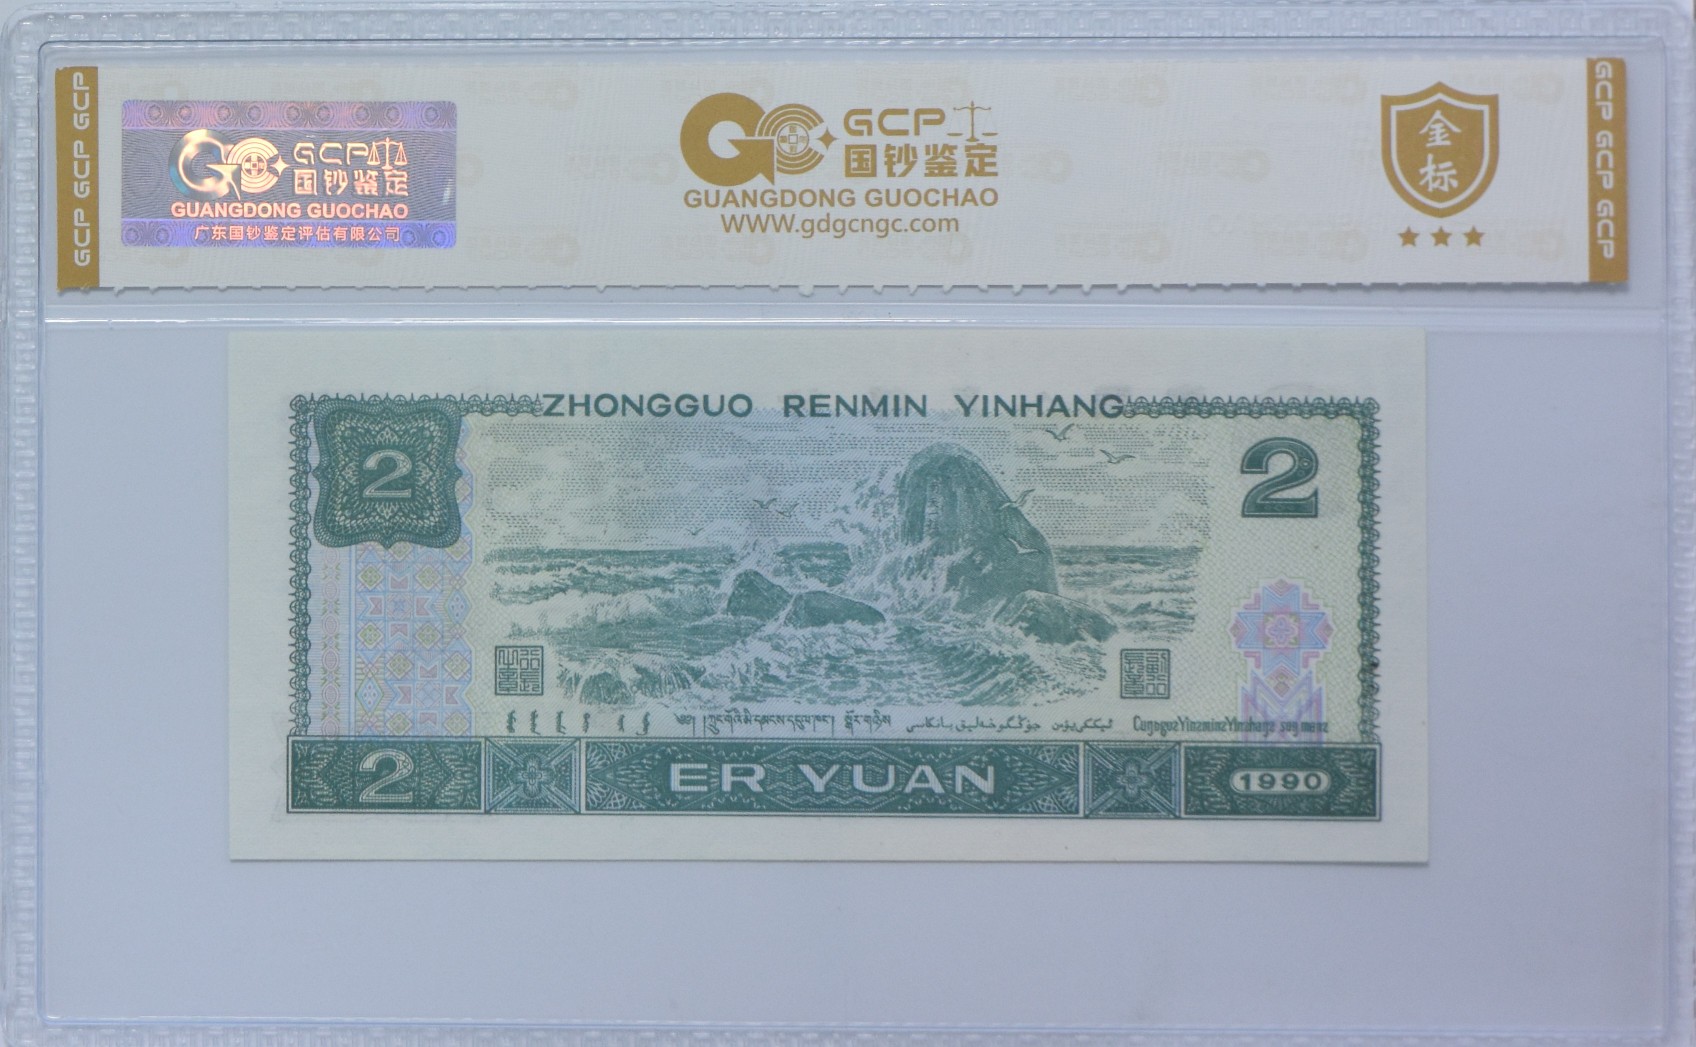 GCP GCP GCP
GCP 国钞鉴定
GUANGDONG GUOCHAO
广东国钞鉴定评估有限公司
GCP
国钞鉴定
GUANGDONG GUOCHAO
WWW.gdgcngc.com
金标
GCP GCP GCP
ZHONGGUO RENMIN YINHANG
2
2
2
ER YUAN
1990